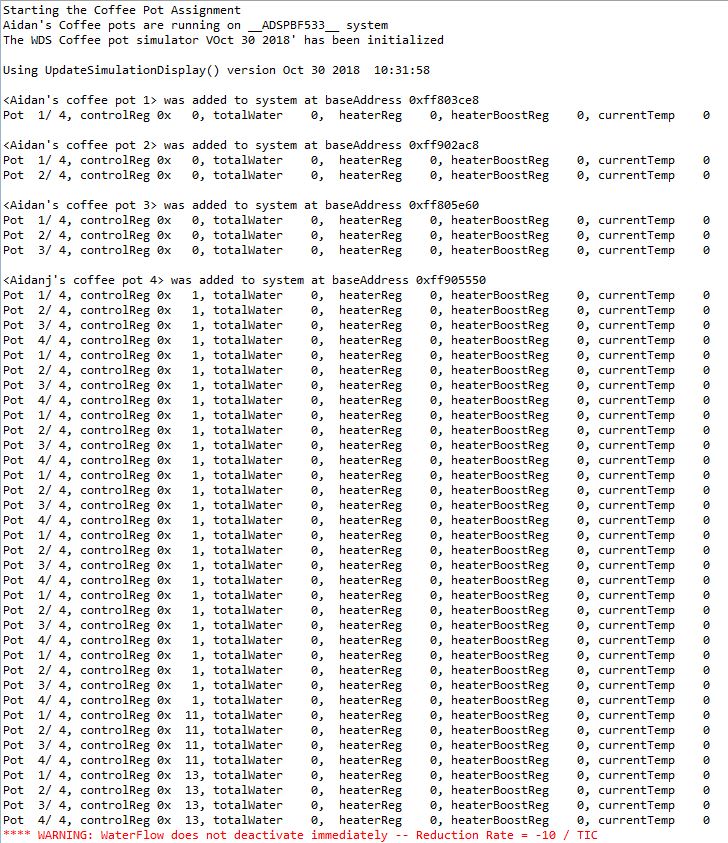 Starting the Coffee Pot Assignment
Aidan's Coffee pots are running on __ADSPBF533__ system
The WDS Coffee pot simulator VOct 30 2018' has been initialized
Using UpdateSimulationDisplay() version Oct 30 2018  10:31:58
<Aidan's coffee pot 1> was added to system at baseAddress 0xff803ce8
Pot  1/ 4, controlReg 0x   0, totalWater    0,  heaterReg    0, heaterBoostReg    0, currentTemp    0
<Aidan's coffee pot 2> was added to system at baseAddress 0xff902ac8
Pot  1/ 4, controlReg 0x   0, totalWater    0,  heaterReg    0, heaterBoostReg    0, currentTemp    0
Pot  2/ 4, controlReg 0x   0, totalWater    0,  heaterReg    0, heaterBoostReg    0, currentTemp    0
<Aidan's coffee pot 3> was added to system at baseAddress 0xff805e60
Pot  1/ 4, controlReg 0x   0, totalWater    0,  heaterReg    0, heaterBoostReg    0, currentTemp    0
Pot  2/ 4, controlReg 0x   0, totalWater    0,  heaterReg    0, heaterBoostReg    0, currentTemp    0
Pot  3/ 4, controlReg 0x   0, totalWater    0,  heaterReg    0, heaterBoostReg    0, currentTemp    0
<Aidanj's coffee pot 4> was added to system at baseAddress 0xff905550
Pot  1/ 4, controlReg 0x   1, totalWater    0,  heaterReg    0, heaterBoostReg    0, currentTemp    0
Pot  2/ 4, controlReg 0x   1, totalWater    0,  heaterReg    0, heaterBoostReg    0, currentTemp    0
Pot  3/ 4, controlReg 0x   1, totalWater    0,  heaterReg    0, heaterBoostReg    0, currentTemp    0
Pot  4/ 4, controlReg 0x   1, totalWater    0,  heaterReg    0, heaterBoostReg    0, currentTemp    0
Pot  1/ 4, controlReg 0x   1, totalWater    0,  heaterReg    0, heaterBoostReg    0, currentTemp    0
Pot  2/ 4, controlReg 0x   1, totalWater    0,  heaterReg    0, heaterBoostReg    0, currentTemp    0
Pot  3/ 4, controlReg 0x   1, totalWater    0,  heaterReg    0, heaterBoostReg    0, currentTemp    0
Pot  4/ 4, controlReg 0x   1, totalWater    0,  heaterReg    0, heaterBoostReg    0, currentTemp    0
Pot  1/ 4, controlReg 0x   1, totalWater    0,  heaterReg    0, heaterBoostReg    0, currentTemp    0
Pot  2/ 4, controlReg 0x   1, totalWater    0,  heaterReg    0, heaterBoostReg    0, currentTemp    0
Pot  3/ 4, controlReg 0x   1, totalWater    0,  heaterReg    0, heaterBoostReg    0, currentTemp    0
Pot  4/ 4, controlReg 0x   1, totalWater    0,  heaterReg    0, heaterBoostReg    0, currentTemp    0
Pot  1/ 4, controlReg 0x   1, totalWater    0,  heaterReg    0, heaterBoostReg    0, currentTemp    0
Pot  2/ 4, controlReg 0x   1, totalWater    0,  heaterReg    0, heaterBoostReg    0, currentTemp    0
Pot  3/ 4, controlReg 0x   1, totalWater    0,  heaterReg    0, heaterBoostReg    0, currentTemp    0
Pot  4/ 4, controlReg 0x   1, totalWater    0,  heaterReg    0, heaterBoostReg    0, currentTemp    0
Pot  1/ 4, controlReg 0x   1, totalWater    0,  heaterReg    0, heaterBoostReg    0, currentTemp    0
Pot  2/ 4, controlReg 0x   1, totalWater    0,  heaterReg    0, heaterBoostReg    0, currentTemp    0
Pot  3/ 4, controlReg 0x   1, totalWater    0,  heaterReg    0, heaterBoostReg    0, currentTemp    0
Pot  4/ 4, controlReg 0x   1, totalWater    0,  heaterReg    0, heaterBoostReg    0, currentTemp    0
Pot  1/ 4, controlReg 0x   1, totalWater    0,  heaterReg    0, heaterBoostReg    0, currentTemp    0
Pot  2/ 4, controlReg 0x   1, totalWater    0,  heaterReg    0, heaterBoostReg    0, currentTemp    0
Pot  3/ 4, controlReg 0x   1, totalWater    0,  heaterReg    0, heaterBoostReg    0, currentTemp    0
Pot  4/ 4, controlReg 0x   1, totalWater    0,  heaterReg    0, heaterBoostReg    0, currentTemp    0
Pot  1/ 4, controlReg 0x   1, totalWater    0,  heaterReg    0, heaterBoostReg    0, currentTemp    0
Pot  2/ 4, controlReg 0x   1, totalWater    0,  heaterReg    0, heaterBoostReg    0, currentTemp    0
Pot  3/ 4, controlReg 0x   1, totalWater    0,  heaterReg    0, heaterBoostReg    0, currentTemp    0
Pot  4/ 4, controlReg 0x   1, totalWater    0,  heaterReg    0, heaterBoostReg    0, currentTemp    0
Pot  1/ 4, controlReg 0x  11, totalWater    0,  heaterReg    0, heaterBoostReg    0, currentTemp    0
Pot  2/ 4, controlReg 0x  11, totalWater    0,  heaterReg    0, heaterBoostReg    0, currentTemp    0
Pot  3/ 4, controlReg 0x  11, totalWater    0,  heaterReg    0, heaterBoostReg    0, currentTemp    0
Pot  4/ 4, controlReg 0x  11, totalWater    0,  heaterReg    0, heaterBoostReg    0, currentTemp    0
Pot  1/ 4, controlReg 0x  13, totalWater    0,  heaterReg    0, heaterBoostReg    0, currentTemp    0
Pot  2/ 4, controlReg 0x  13, totalWater    0,  heaterReg    0, heaterBoostReg    0, currentTemp    0
Pot  3/ 4, controlReg 0x  13, totalWater    0,  heaterReg    0, heaterBoostReg    0, currentTemp    0
Pot  4/ 4, controlReg 0x  13, totalWater    0,  heaterReg    0, heaterBoostReg    0, currentTemp    0
**** WARNING: WaterFlow does not deactivate immediately -- Reduction Rate = -10 / TIC